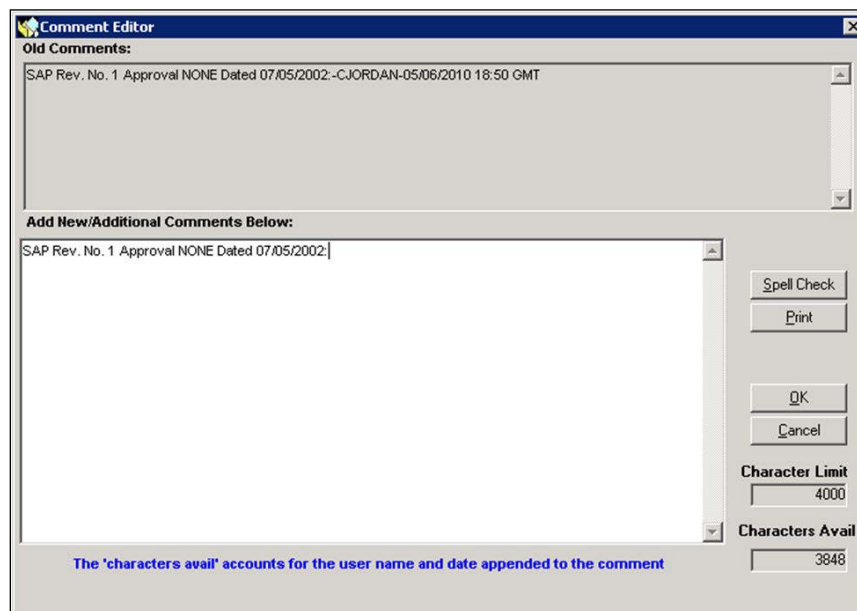 Comment Editor
Old Comments:
SAP Rev. No. 1 Approval NONE Dated 07/05/2002:-CJORDAN-05/06/2010 18:50 GMT
Add New/Additional Comments Below:
SAP Rev. No. 1 Approval NONE Dated 07/05/2002:
Spell Check
Print
OK
Cancel
Character Limit
4000
Characters Avail
3848
The 'characters avail' accounts for the user name and date appended to the comment